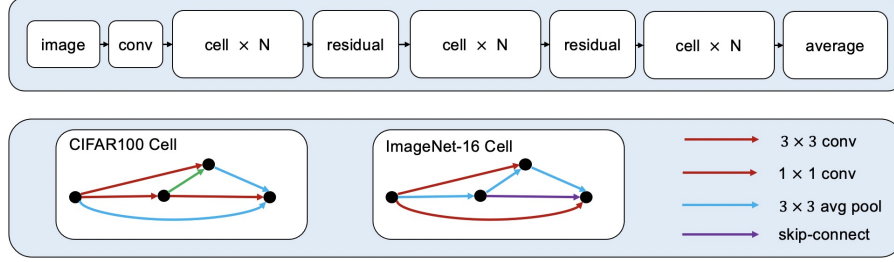 image conv cell × N residual cell × N residual cell × N average
CIFAR100 Cell
ImageNet-16 Cell
3 × 3 conv
1 × 1 conv
3 × 3 avg pool
skip-connect